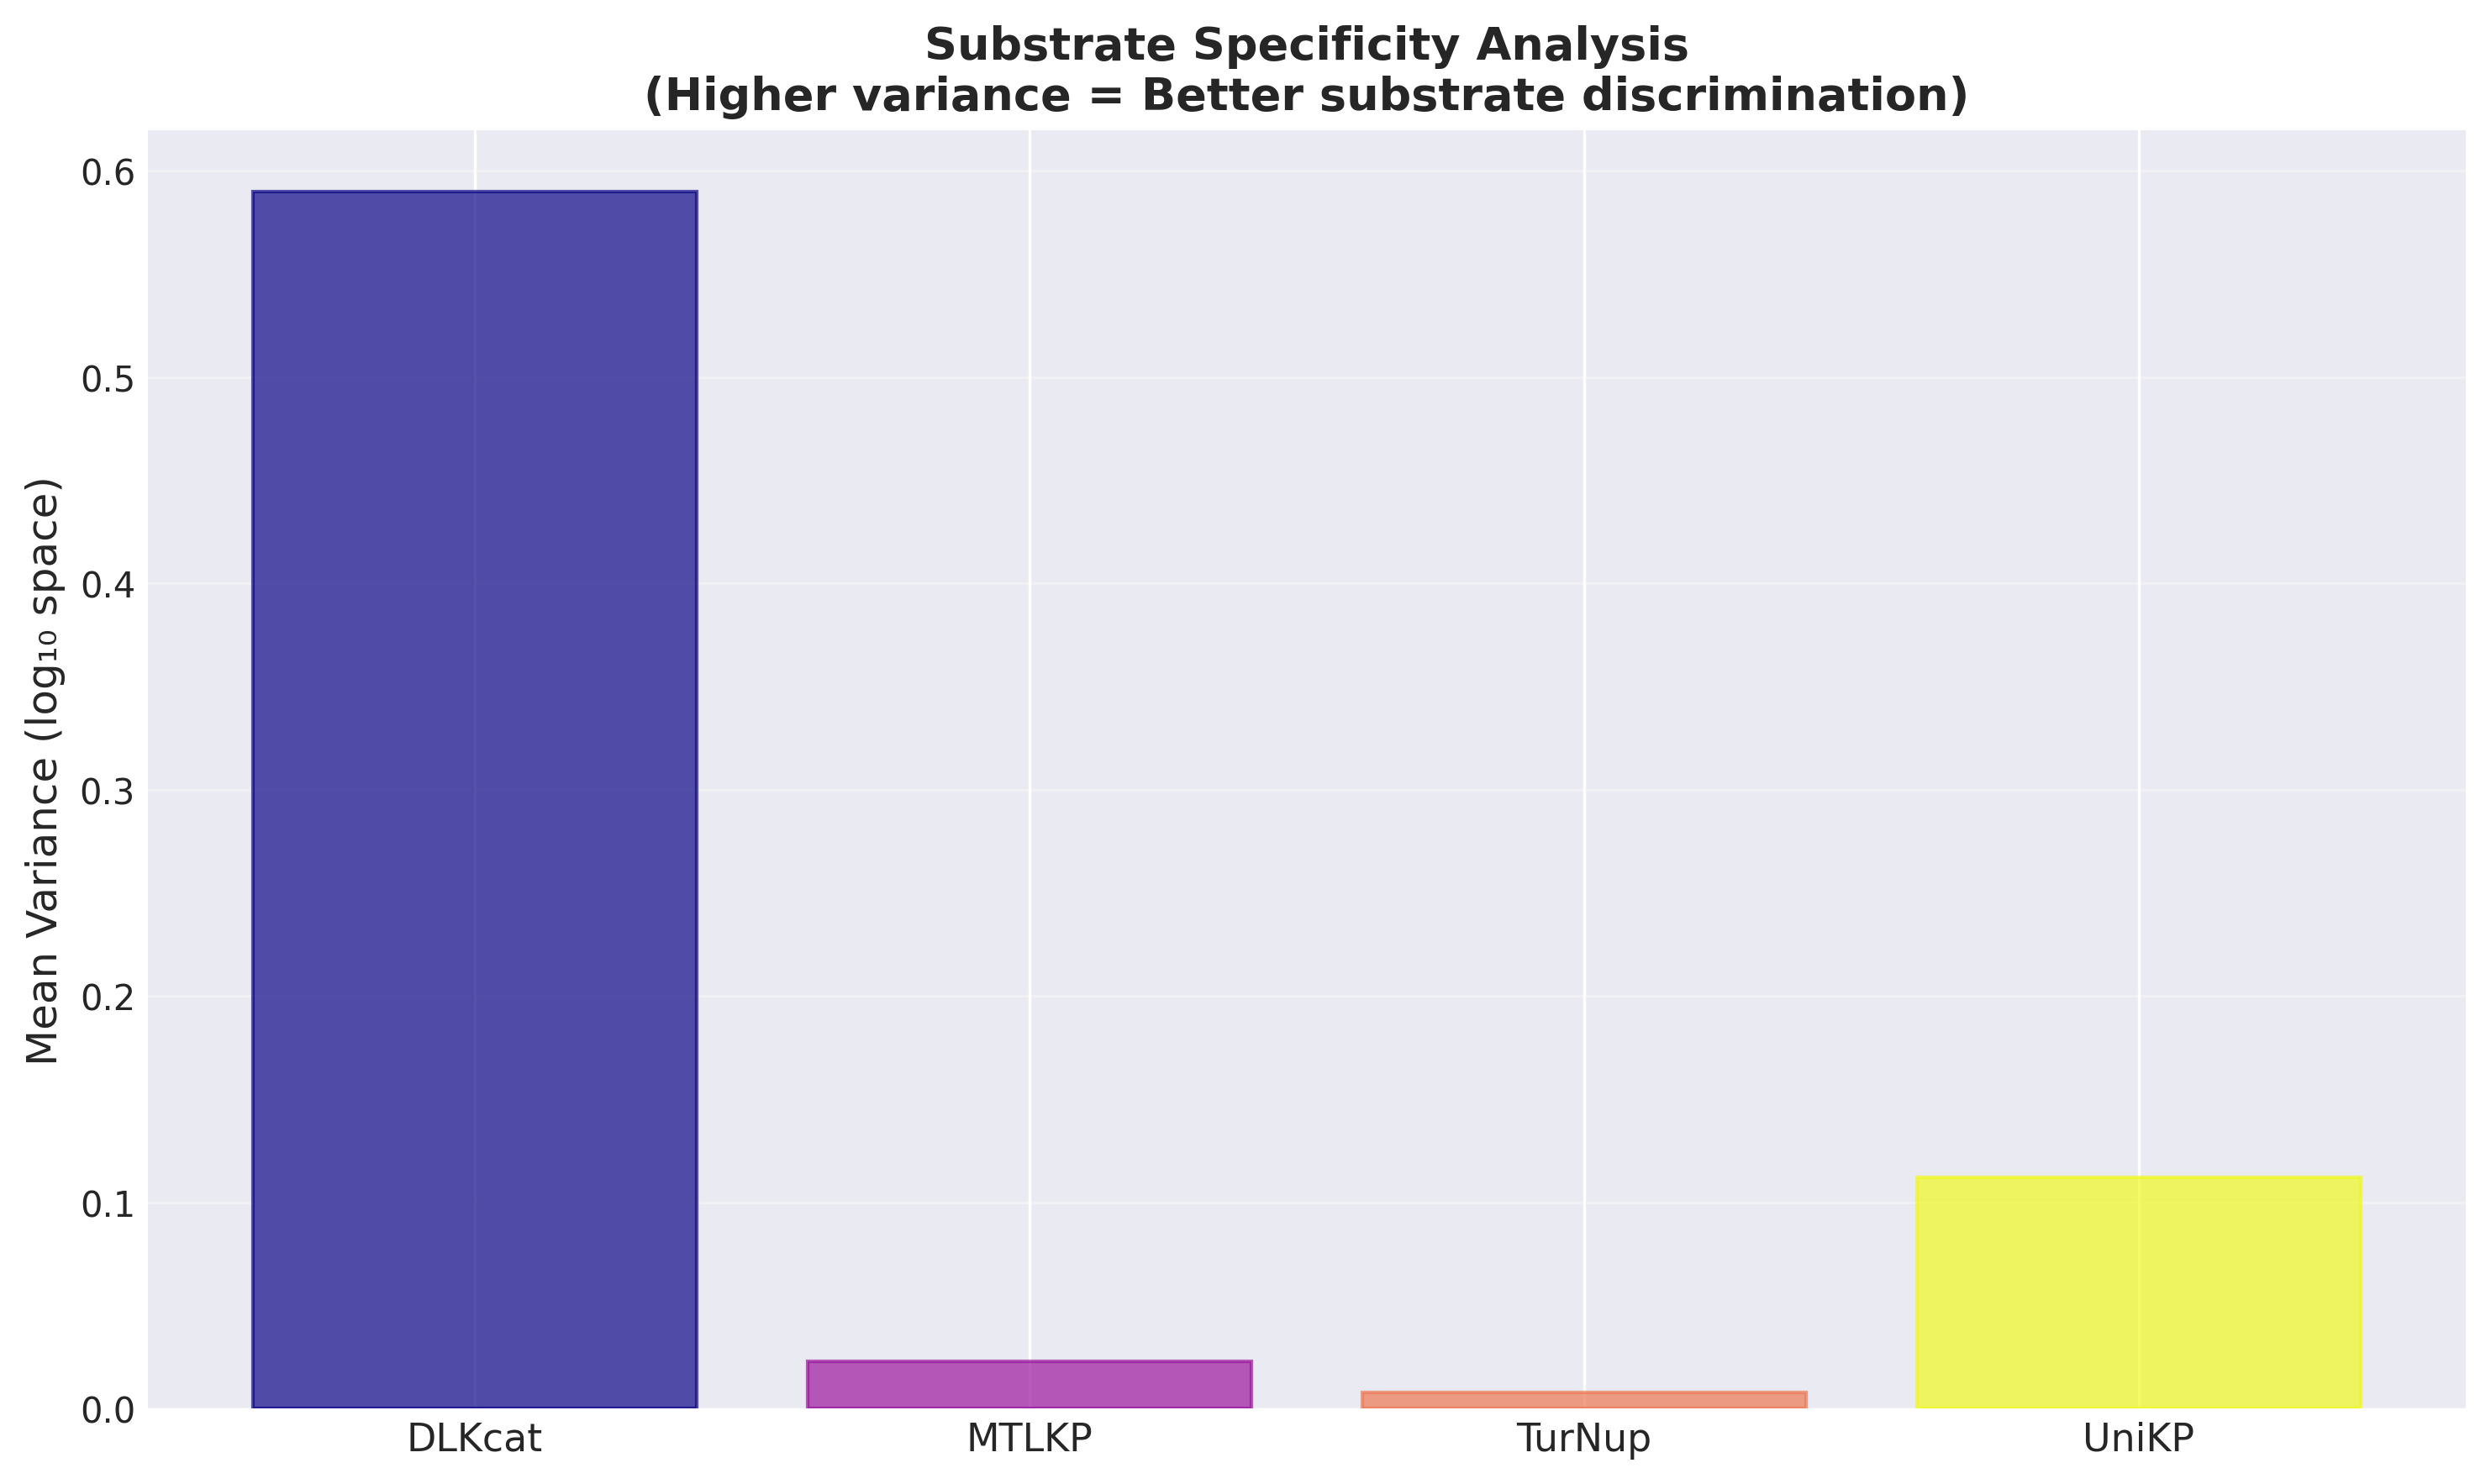 Substrate Specificity Analysis
(Higher variance = Better substrate discrimination)
Mean Variance (log₁₀ space)
0.6
0.5
0.4
0.3
0.2
0.1
0.0
DLKcat
MTLKP
TurNup
UniKP